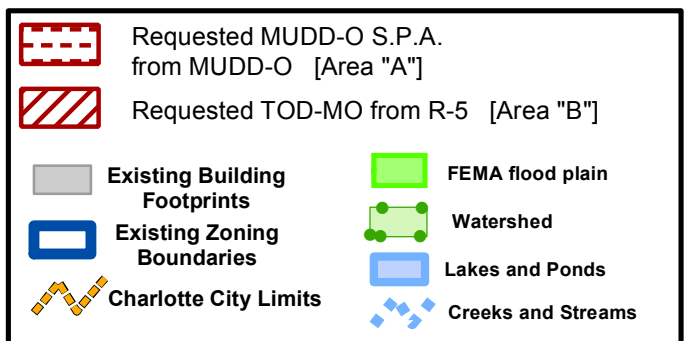 Requested MUDD-O S.P.A.
from MUDD-O [Area "A"]
Requested TOD-MO from R-5 [Area "B"]
Existing Building
Footprints
Existing Zoning
Boundaries
Charlotte City Limits
FEMA flood plain
Watershed
Lakes and Ponds
Creeks and Streams